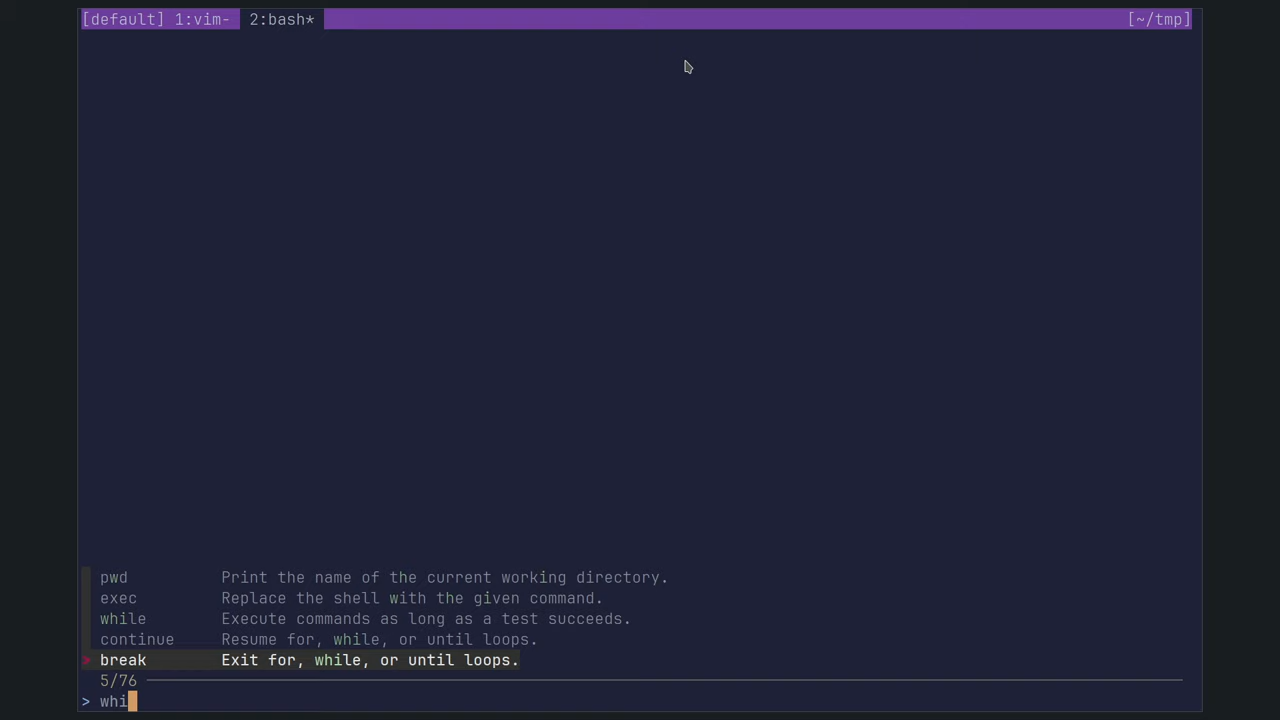 [default] 1:vim- 2:bash* [~/tmp]
pwd Print the name of the current working directory.
exec Replace the shell with the given command.
while Execute commands as long as a test succeeds.
continue Resume for, while, or until loops.
> break Exit for, while, or until loops.
5/76
> whi